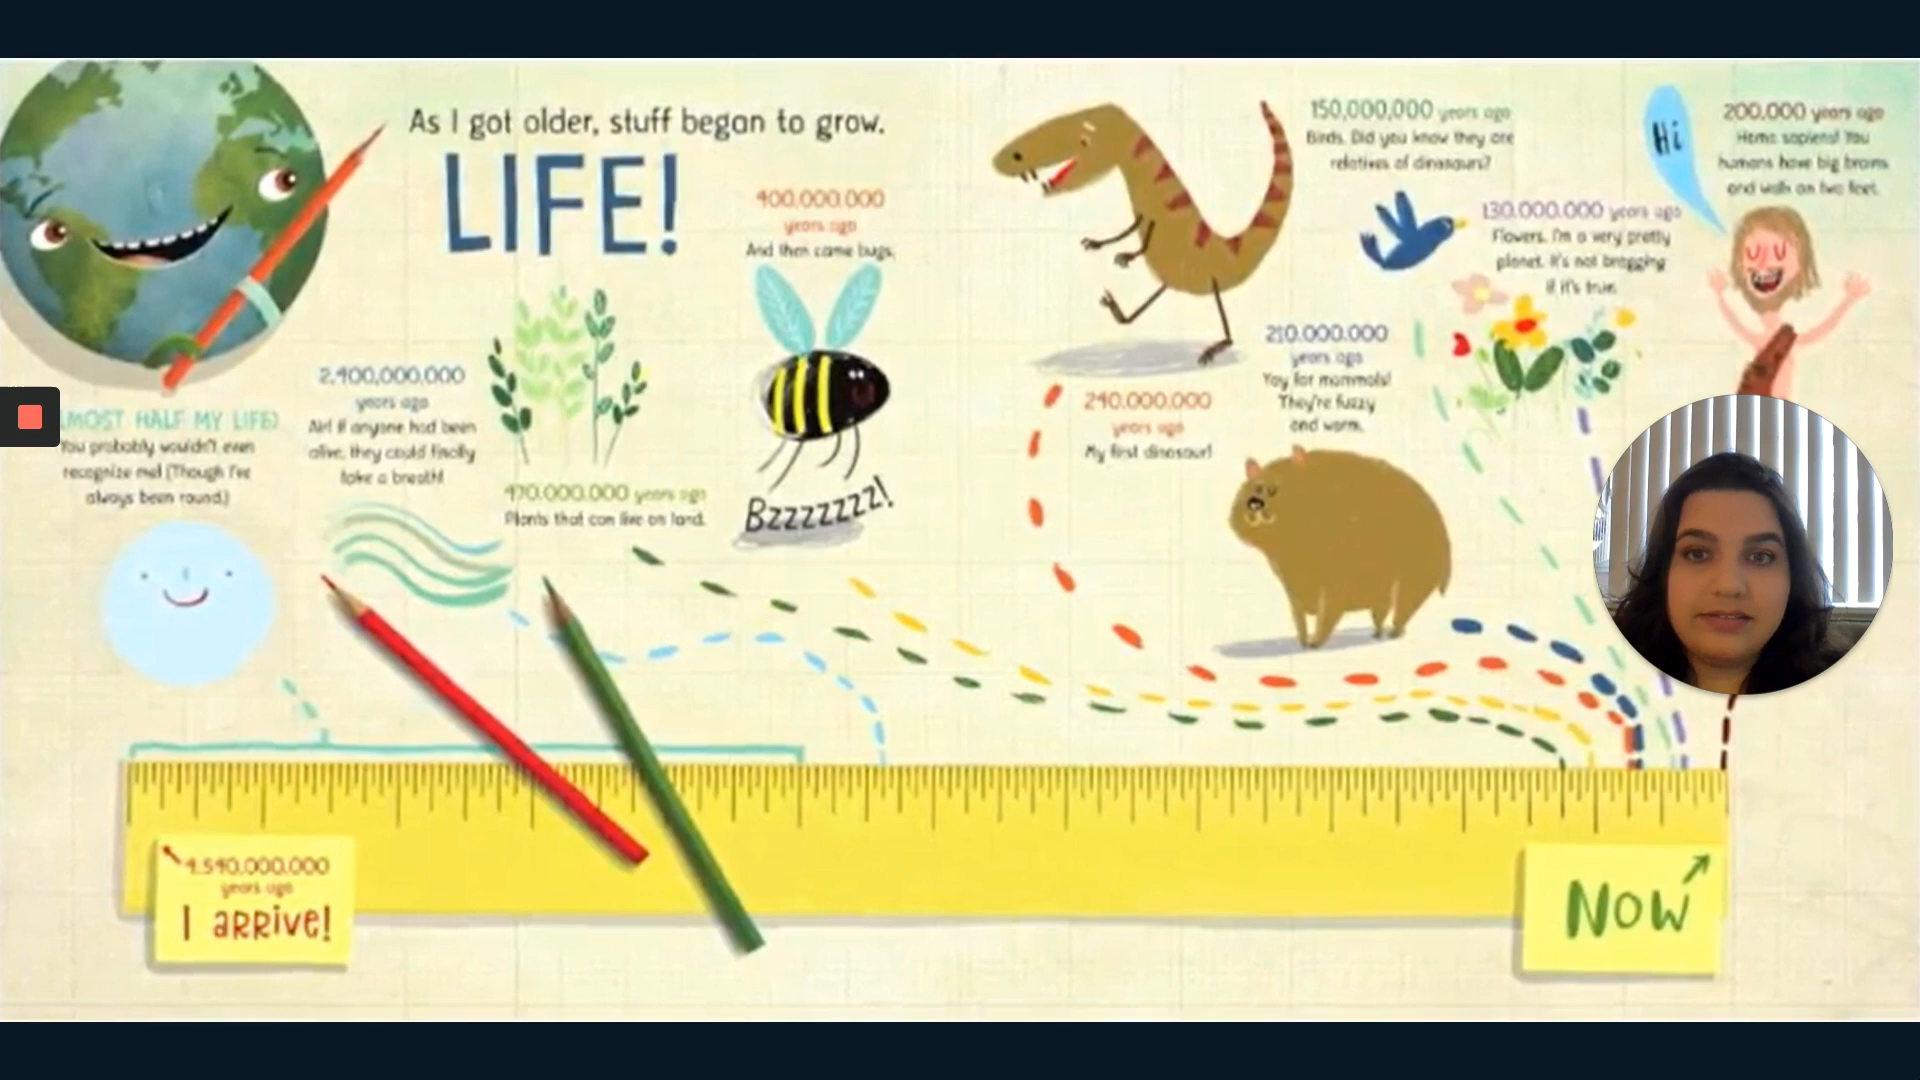 As I got older, stuff began to grow.
LIFE!
MOST HALF MY LIFE)
You probably wouldn't even
recognize me! (Though I've
always been round.)
2,400,000,000
years ago
Air! If anyone had been
alive, they could finally
take a breath!
470,000,000 years ago
Plants that can live on land.
400,000,000
years ago
And then came bugs.
Bzzzzzzz!
240,000,000
years ago
My first dinosaur!
210,000,000
years ago
Yay for mammals!
They're fuzzy
and warm.
150,000,000 years ago
Birds. Did you know they are
relatives of dinosaurs?
130,000,000 years ago
Flowers. I'm a very pretty
planet. It's not bragging
if it's true.
Hi
200,000 years ago
Homo sapiens! You
humans have big brains
and walk on two feet.
4,540,000,000
years ago
I ARRIVE!
NOW